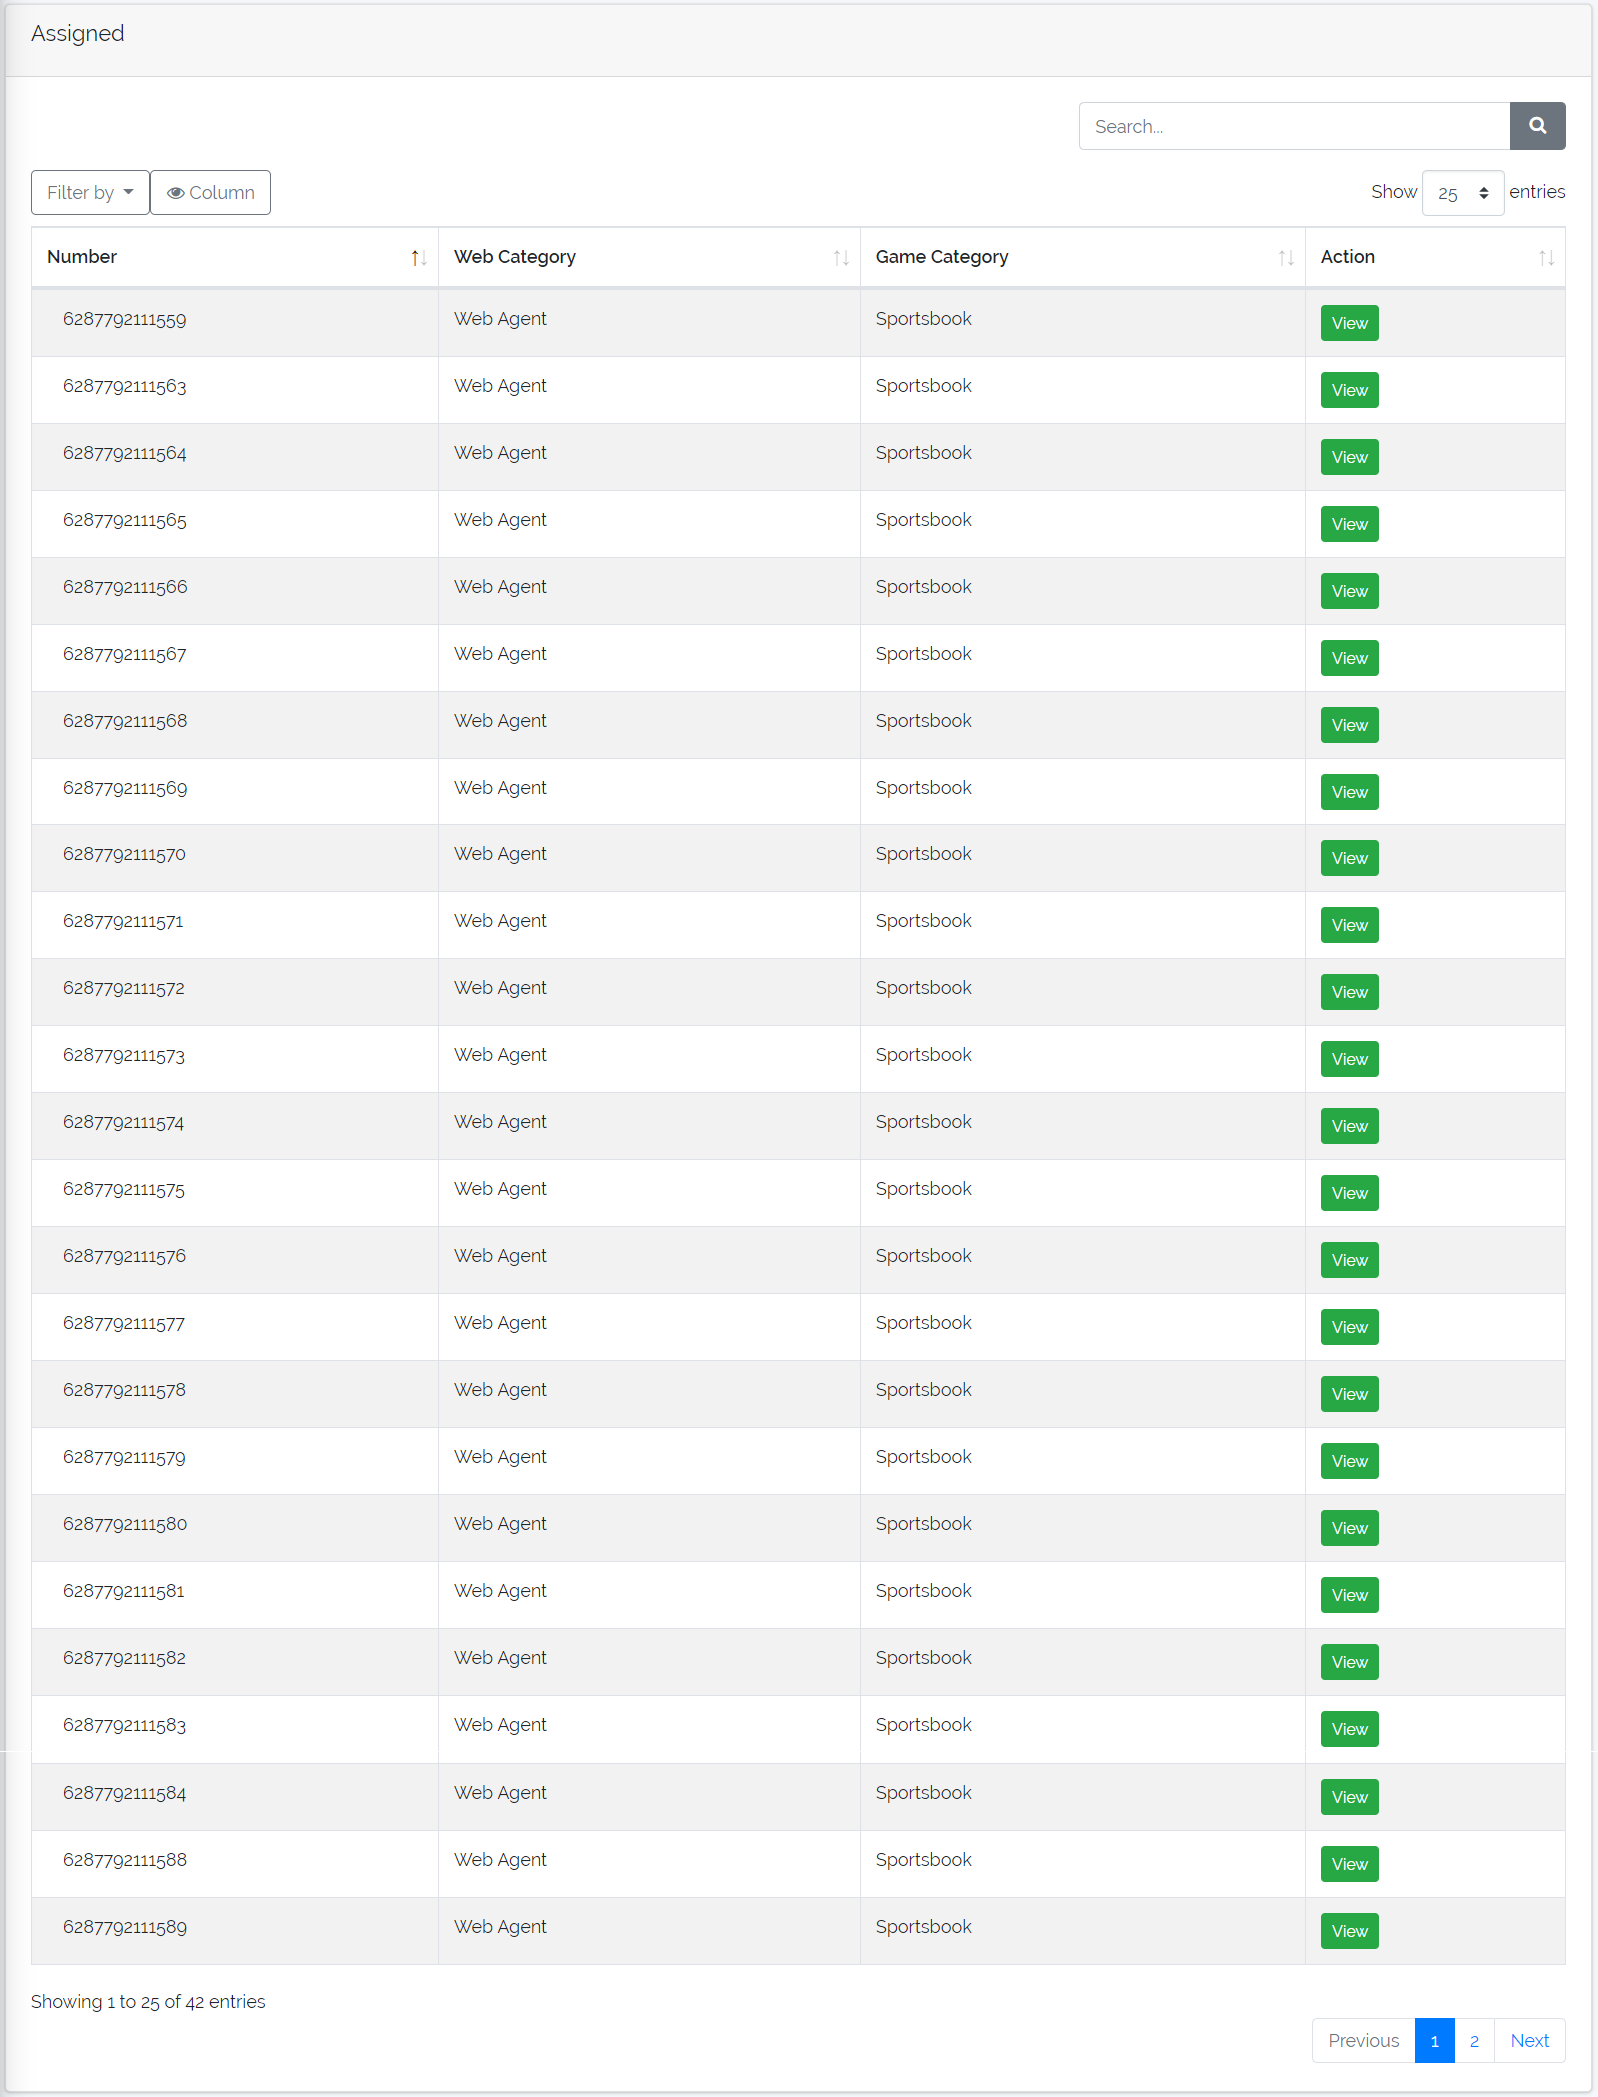 Assigned
Search...
Filter by Column Show 25 entries
Number Web Category Game Category Action
6287792111559 Web Agent Sportsbook View
6287792111563 Web Agent Sportsbook View
6287792111564 Web Agent Sportsbook View
6287792111565 Web Agent Sportsbook View
6287792111566 Web Agent Sportsbook View
6287792111567 Web Agent Sportsbook View
6287792111568 Web Agent Sportsbook View
6287792111569 Web Agent Sportsbook View
6287792111570 Web Agent Sportsbook View
6287792111571 Web Agent Sportsbook View
6287792111572 Web Agent Sportsbook View
6287792111573 Web Agent Sportsbook View
6287792111574 Web Agent Sportsbook View
6287792111575 Web Agent Sportsbook View
6287792111576 Web Agent Sportsbook View
6287792111577 Web Agent Sportsbook View
6287792111578 Web Agent Sportsbook View
6287792111579 Web Agent Sportsbook View
6287792111580 Web Agent Sportsbook View
6287792111581 Web Agent Sportsbook View
6287792111582 Web Agent Sportsbook View
6287792111583 Web Agent Sportsbook View
6287792111584 Web Agent Sportsbook View
6287792111588 Web Agent Sportsbook View
6287792111589 Web Agent Sportsbook View
Showing 1 to 25 of 42 entries
Previous 1 2 Next